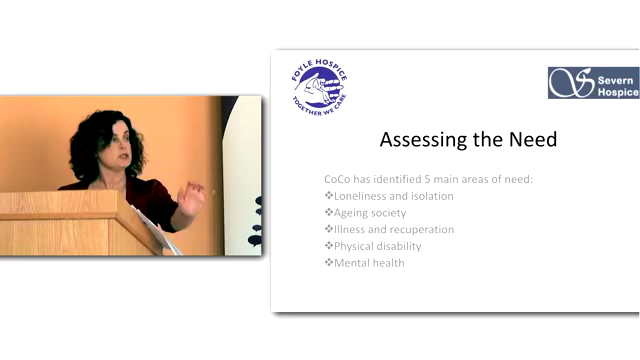 FOYLE HOSPICE
TOGETHER WE CARE
Severn
Hospice
Assessing the Need
CoCo has identified 5 main areas of need:
❖Loneliness and isolation
❖Ageing society
❖Illness and recuperation
❖Physical disability
❖Mental health